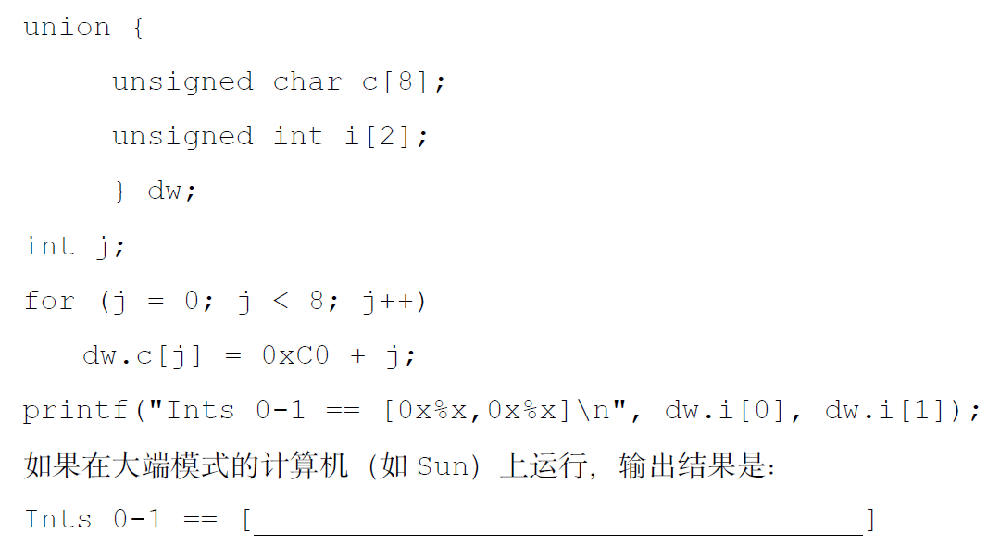 union {
unsigned char c[8];
unsigned int i[2];
} dw;
int j;
for (j = 0; j < 8; j++)
dw.c[j] = 0xC0 + j;
printf("Ints 0-1 == [0x%x,0x%x]\n", dw.i[0], dw.i[1]);
如果在大端模式的计算机（如 Sun）上运行，输出结果是：
Ints 0-1 == [__________________________________]